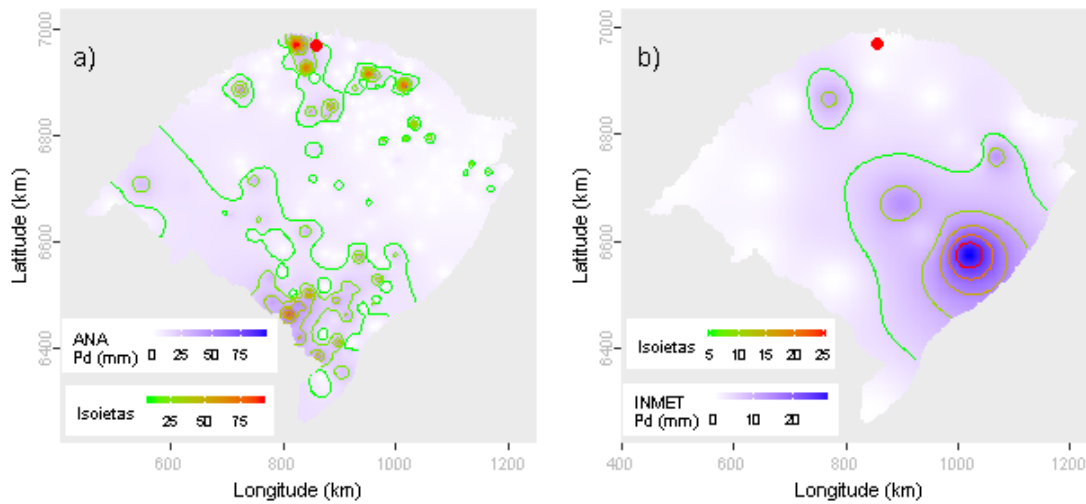 a)
7000
6800
6600
6400
Latitude (km)
ANA
Pd (mm)
0 25 50 75
Isoietas
25 50 75
600 800 1000 1200
Longitude (km)
b)
7000
6800
6600
6400
Latitude (km)
Isoietas
5 10 15 20 25
INMET
Pd (mm)
0 10 20
400 600 800 1000 1200
Longitude (km)